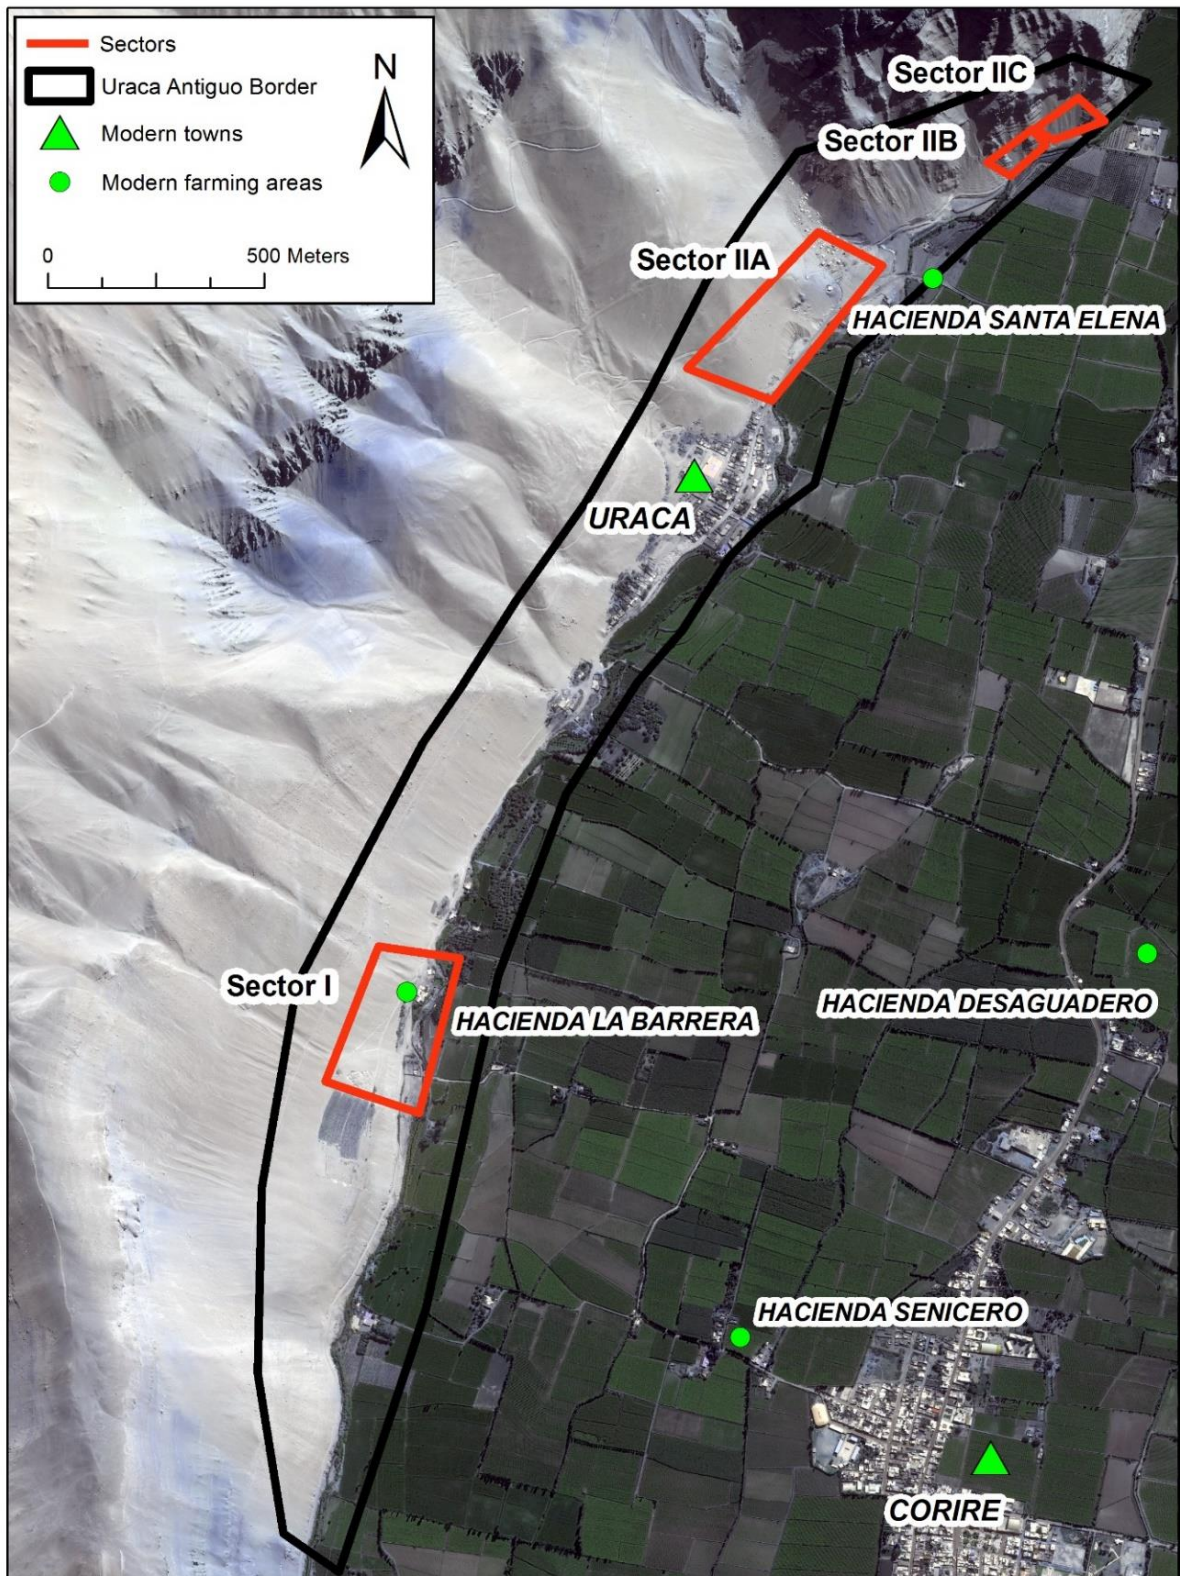 Sectors
Uraca Antiguo Border
Modern towns
Modern farming areas
N
0 500 Meters
Sector IIC
Sector IIB
Sector IIA
HACIENDA SANTA ELENA
URACA
Sector I
HACIENDA LA BARRERA
HACIENDA DESAGUADERO
HACIENDA SENICERO
CORIRE